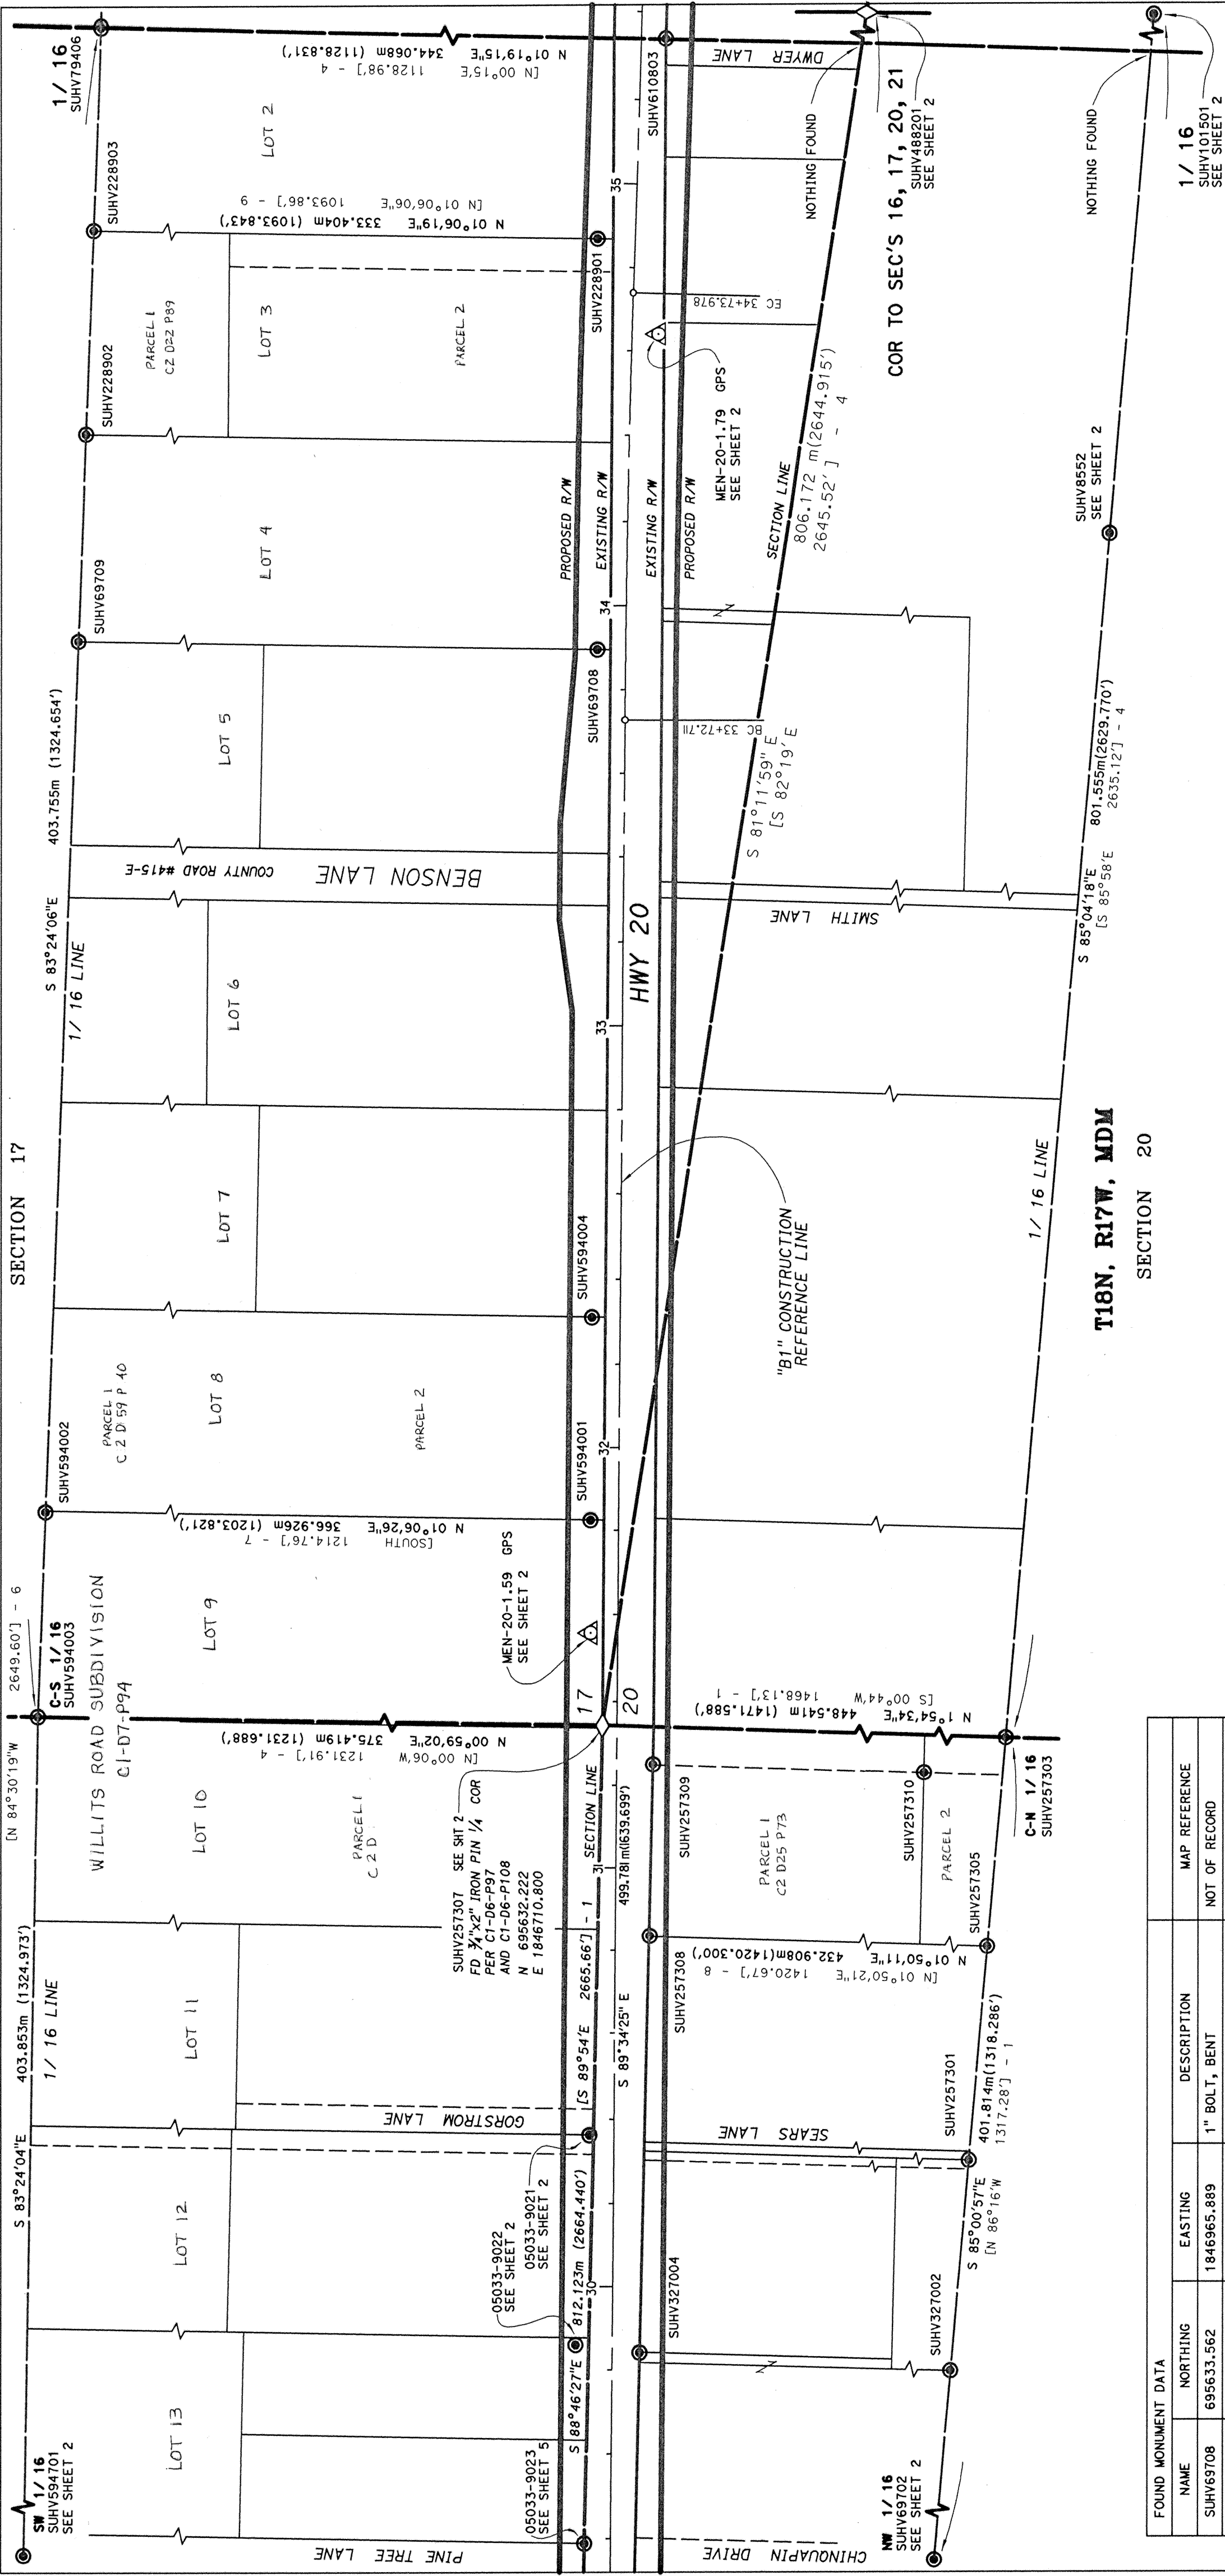 SECTION 17
[N 84°30'19"W 2649.60'] - 6
S 83°24'04"E 403.853m (1324.973')
1/ 16 LINE
SW 1/ 16
SUHV594701
SEE SHEET 2
C-S 1/ 16
SUHV594003
S 83°24'06"E 403.755m (1324.654')
1/ 16 LINE
SUHV594002
SUHV69709
SUHV228902
SUHV228903
1/ 16
SUHV79406
WILLITS ROAD SUBDIVISION
C1-D7-P94
LOT 13
LOT 12
LOT 11
LOT 10
PARCEL 1
C 2 D
LOT 9
PARCEL 1
C 2 D 59 P 40
LOT 8
PARCEL 2
LOT 7
LOT 6
LOT 5
LOT 4
PARCEL 1
C2 D22 P89
LOT 3
PARCEL 2
LOT 2
PINE TREE LANE
GORSTROM LANE
BENSON LANE
COUNTY ROAD #415-E
N 00°59'02"E 375.419m (1231.688')
[N 00°06'W 1231.91'] - 4
N 01°06'26"E 366.926m (1203.821')
[SOUTH 1214.76'] - 7
N 01°06'19"E 333.404m (1093.843')
[N 01°06'06"E 1093.86'] - 9
N 01°19'15"E 344.068m (1128.831')
[N 00°15'E 1128.98'] - 4
05033-9023
SEE SHEET 5
05033-9022
SEE SHEET 2
05033-9021
SEE SHEET 2
SUHV257307 SEE SHT 2
FD 3/4"x2" IRON PIN 1/4 COR
PER C1-D6-P97
AND C1-D6-P108
N 695632.222
E 1846710.800
MEN-20-1.59 GPS
SEE SHEET 2
SUHV594001
SUHV594004
SUHV69708
SUHV228901
SUHV610803
S 88°46'27"E 812.123m (2664.440') [S 89°54'E 2665.66'] - 1 SECTION LINE
17
20
30
31
32
33
34
35
S 89°34'25" E 499.781m(1639.699')
HWY 20
PROPOSED R/W
EXISTING R/W
EXISTING R/W
PROPOSED R/W
BC 33+72.711
EC 34+73.978
MEN-20-1.79 GPS
SEE SHEET 2
"B1" CONSTRUCTION
REFERENCE LINE
SECTION LINE
S 81°11'59" E 806.172 m(2644.915')
[S 82°19' E 2645.52' ] - 4
DWYER LANE
NOTHING FOUND
COR TO SEC'S 16, 17, 20, 21
SUHV488201
SEE SHEET 2
SUHV327004
SUHV257308
SUHV257309
SUHV257310
CHINQUAPIN DRIVE
SEARS LANE
SMITH LANE
PARCEL 1
C2 D25 P73
PARCEL 2
N 01°50'11"E 432.908m(1420.300')
[N 01°50'21"E 1420.67'] - 8
N 1°54'34"E 448.541m (1471.588')
[S 00°44'W 1468.13'] - 1
NW 1/ 16
SUHV69702
SEE SHEET 2
SUHV327002
SUHV257301
SUHV257305
S 85°00'57"E 401.814m(1318.286')
[N 86°16'W 1317.28'] - 1
C-N 1/ 16
SUHV257303
1/ 16 LINE
S 85°04'18"E 801.555m(2629.770')
[S 85°58'E 2635.12'] - 4
SUHV8552
SEE SHEET 2
NOTHING FOUND
1/ 16
SUHV101501
SEE SHEET 2
T18N, R17W, MDM
SECTION 20
FOUND MONUMENT DATA
NAME NORTHING EASTING DESCRIPTION MAP REFERENCE
SUHV69708 695633.562 1846965.889 1" BOLT, BENT NOT OF RECORD